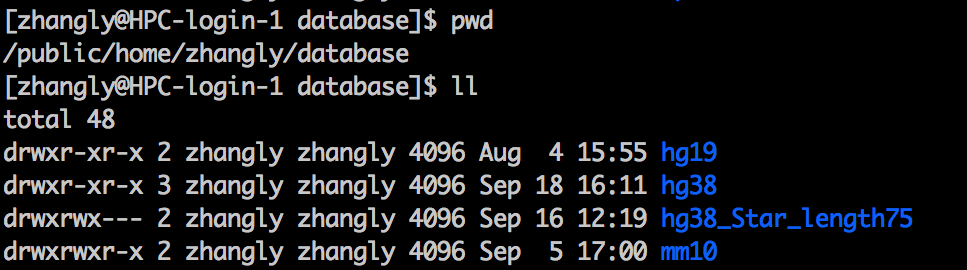 [zhangly@HPC-login-1 database]$ pwd
/public/home/zhangly/database
[zhangly@HPC-login-1 database]$ ll
total 48
drwxr-xr-x 2 zhangly zhangly 4096 Aug  4 15:55 hg19
drwxr-xr-x 3 zhangly zhangly 4096 Sep 18 16:11 hg38
drwxrwx--- 2 zhangly zhangly 4096 Sep 16 12:19 hg38_Star_length75
drwxrwxr-x 2 zhangly zhangly 4096 Sep  5 17:00 mm10